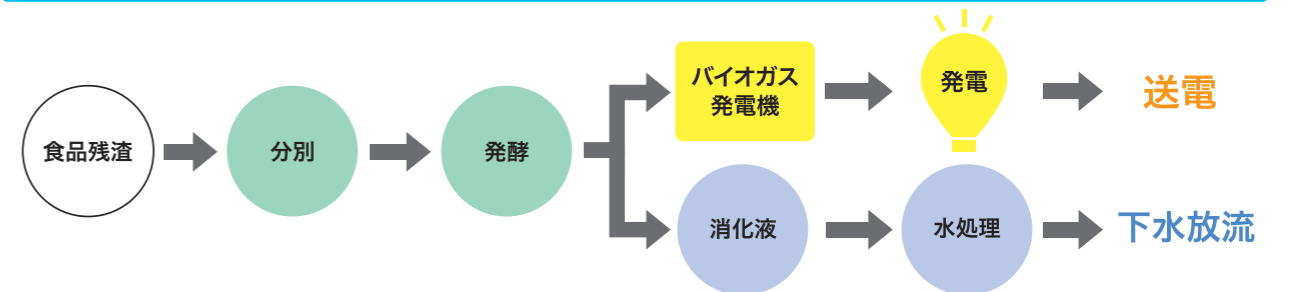 食品残渣
分別
発酵
バイオガス
発電機
発電
送電
消化液
水処理
下水放流